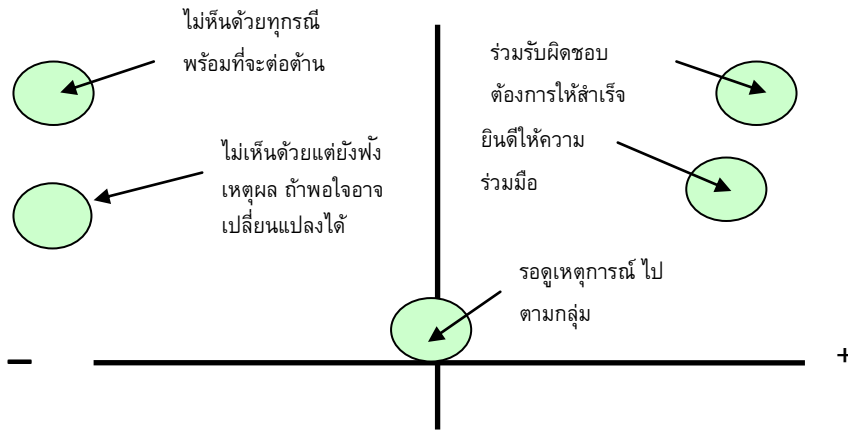 ไม่ห็นด้วยทุกรณี
พร้อมที่จะต่อต้าน
ร่วมรับผิดชอบ
ต้องการให้สำเร็จ
ยินดีให้ความ
ร่วมมือ
ไม่เห็นด้วยแต่ยังฟัง
เหตุผล ถ้าพอใจอาจ
เปลี่ยนแปลงได้
รอดูเหตุการณ์ ไป
ตามกลุ่ม
–
+